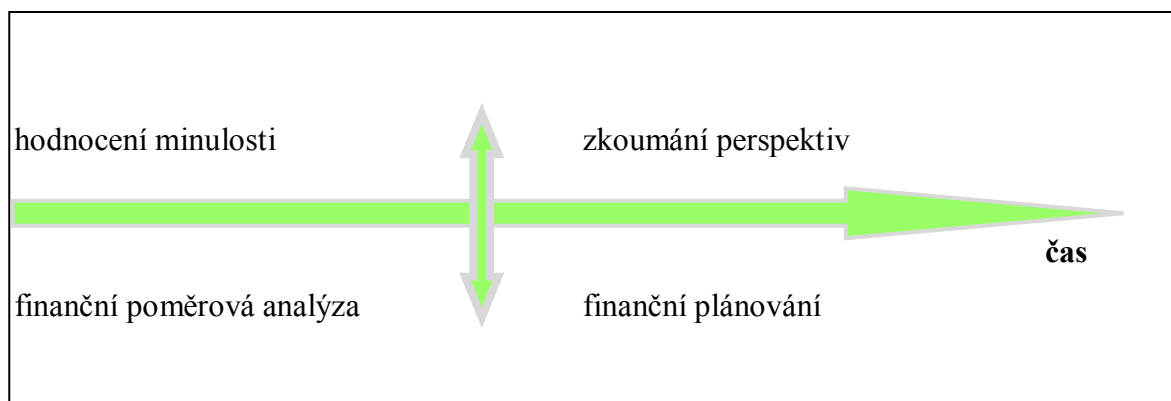 hodnocení minulosti
zkoumání perspektiv
čas
finanční poměrová analýza
finanční plánování